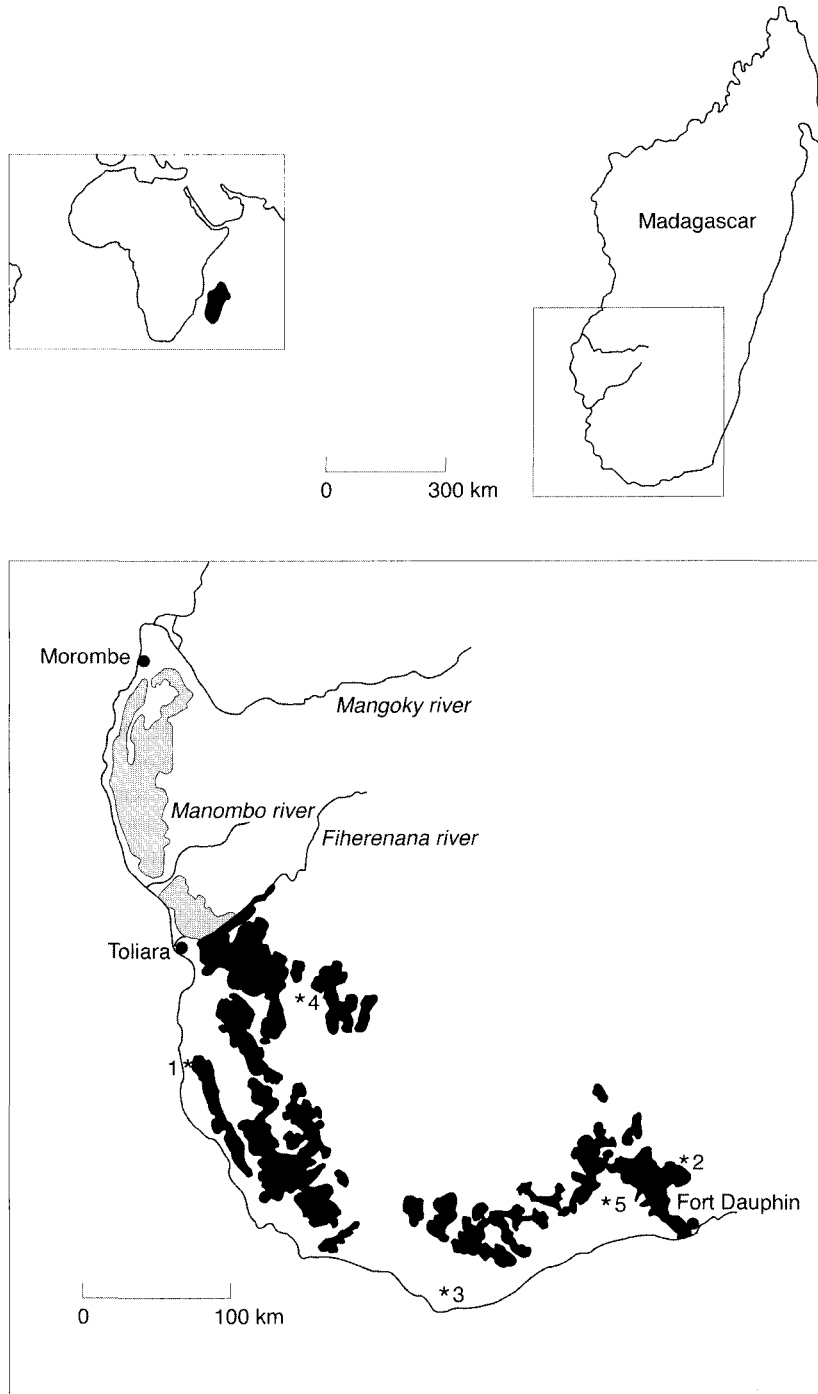 Madagascar
0 300 km
Morombe
Mangoky river
Manombo river
Fiherenana river
Toliara
*4
1*
*2
*5 Fort Dauphin
*3
0 100 km